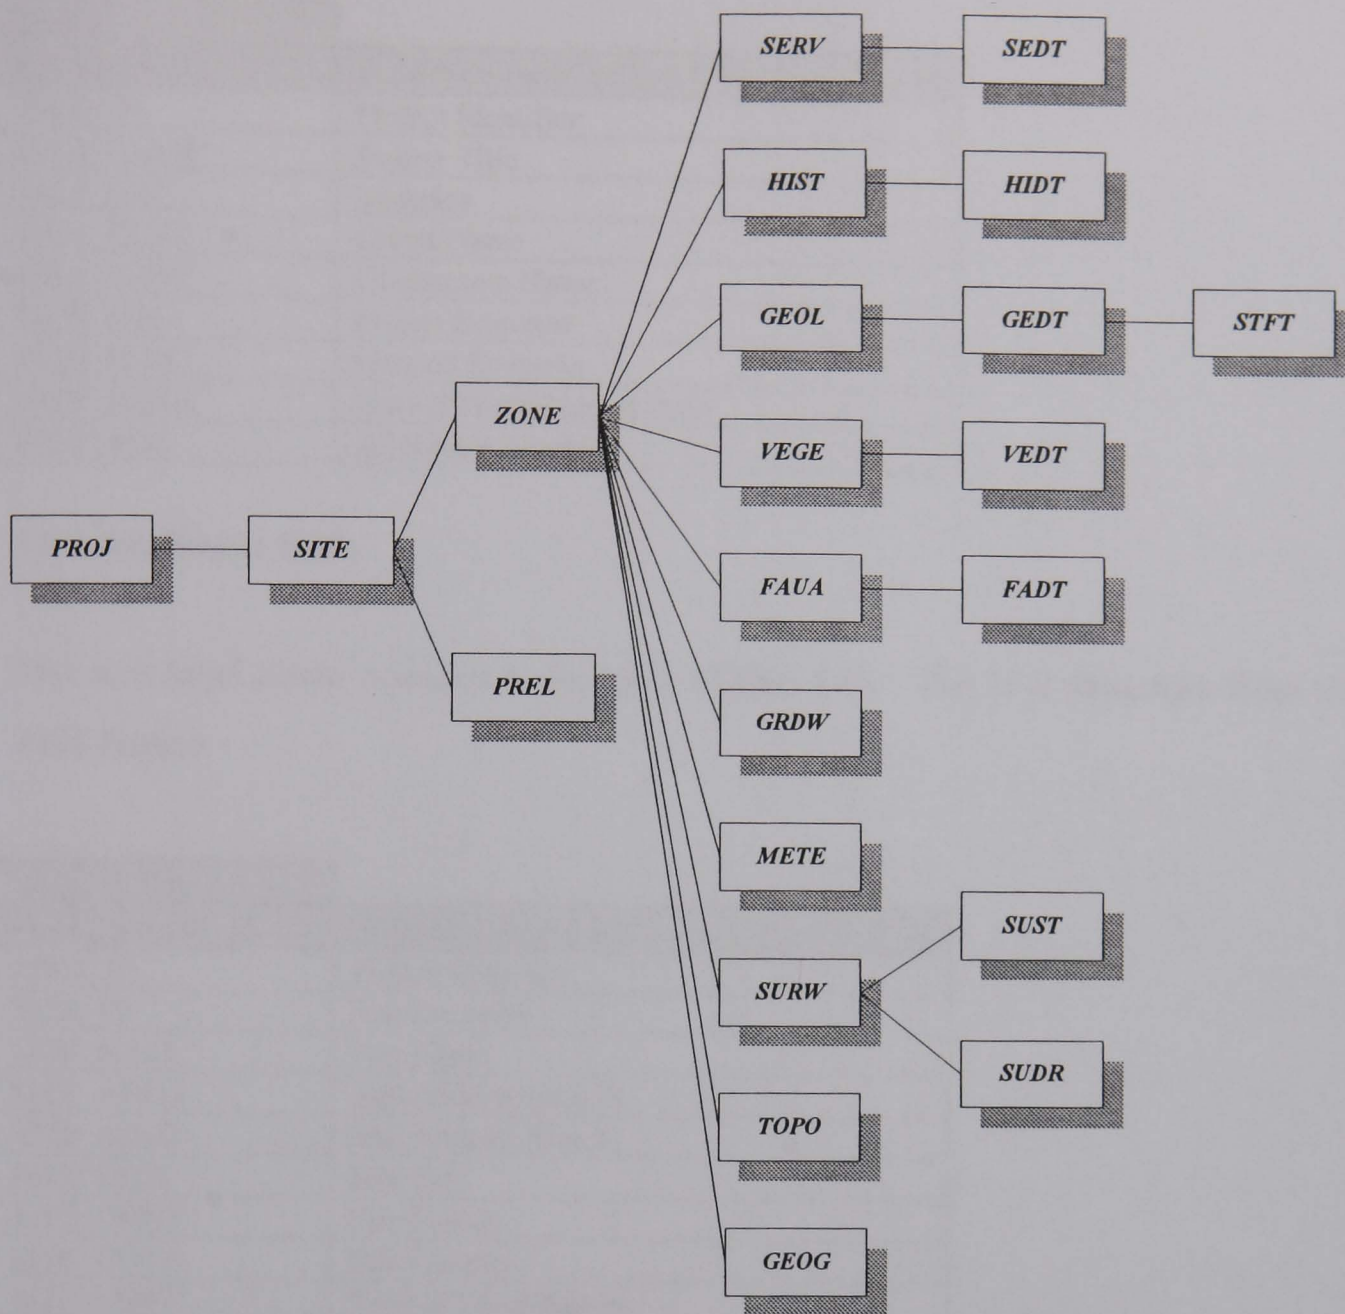 SERV SEDT
HIST HIDT
GEOL GEDT STFT
ZONE
VEGE VEDT
PROJ SITE
FAUA FADT
PREL
GRDW
METE
SUST
SURW
SUDR
TOPO
GEOG